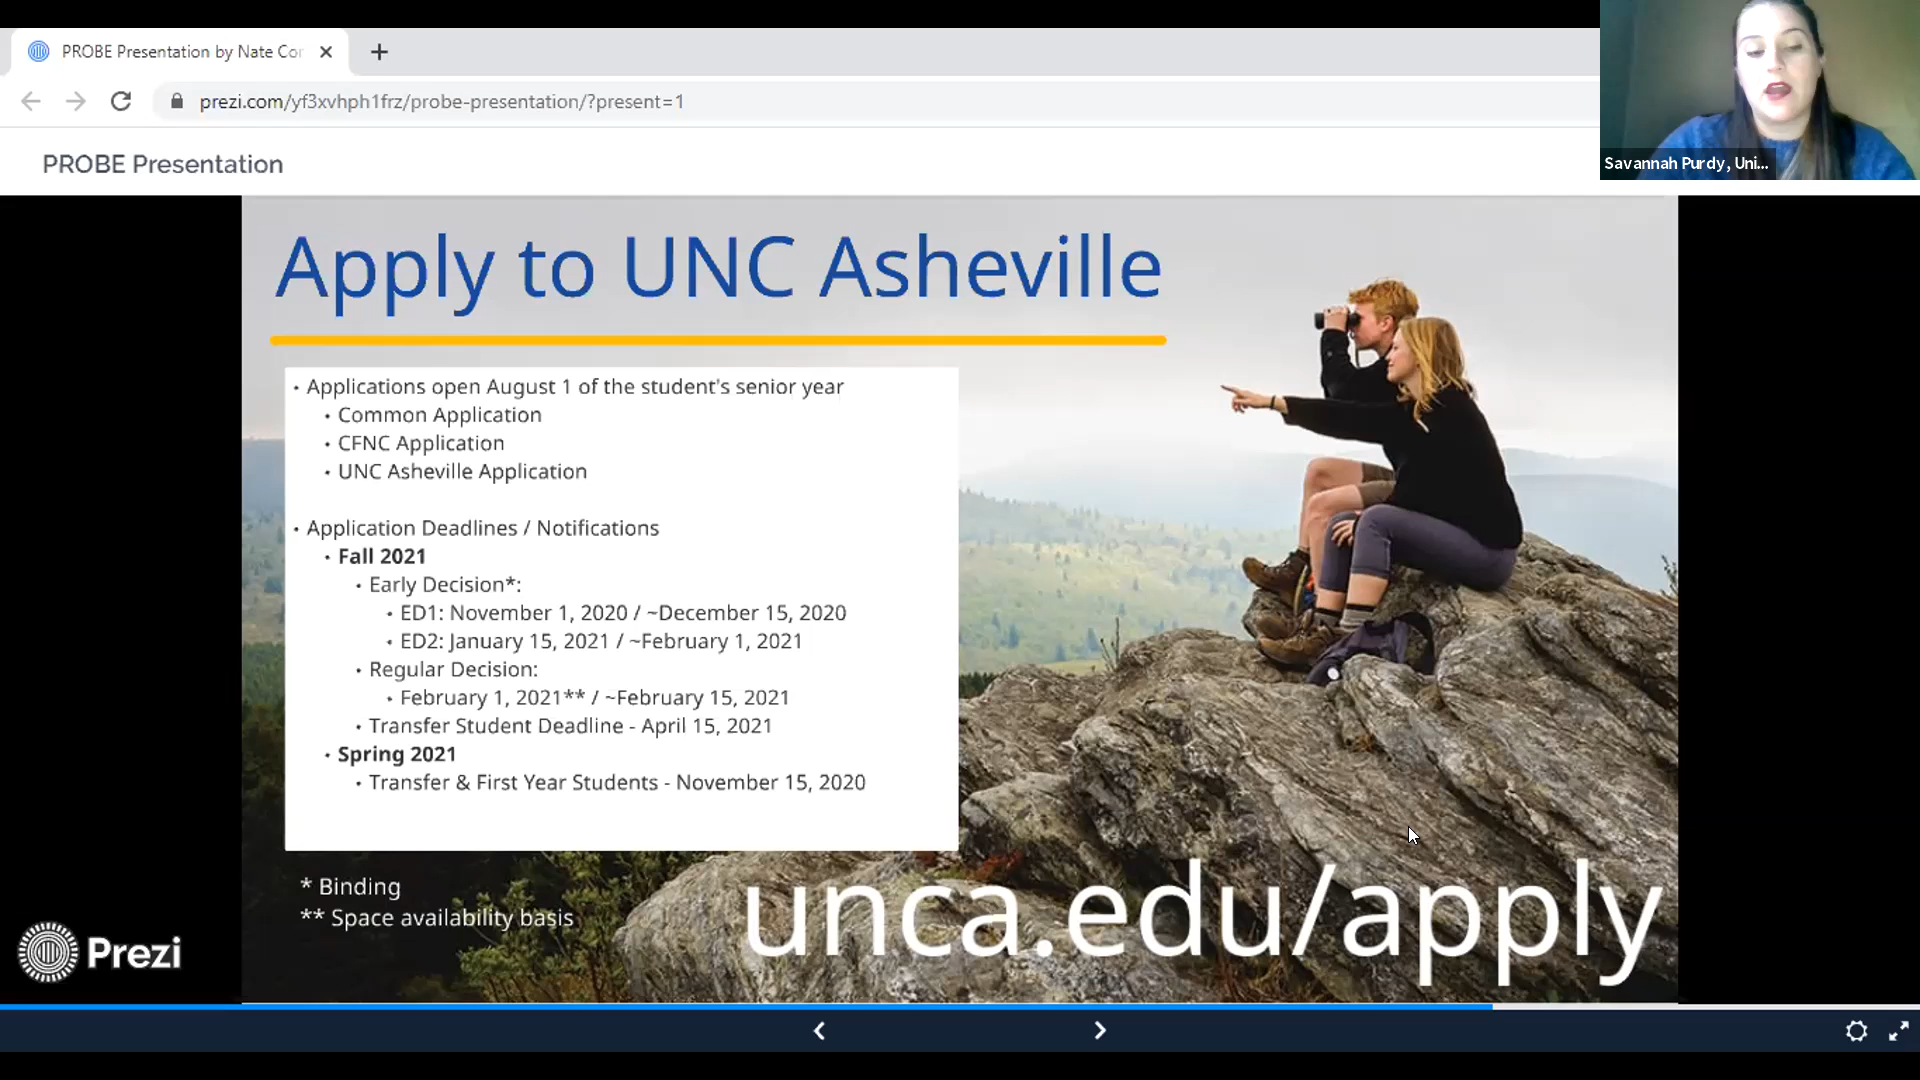 PROBE Presentation by Nate Cor
prezi.com/yf3xvhph1frz/probe-presentation/?present=1
Savannah Purdy, Uni...
PROBE Presentation
Apply to UNC Asheville
• Applications open August 1 of the student's senior year
• Common Application
• CFNC Application
• UNC Asheville Application
• Application Deadlines / Notifications
• Fall 2021
• Early Decision*:
• ED1: November 1, 2020 / ~December 15, 2020
• ED2: January 15, 2021 / ~February 1, 2021
• Regular Decision:
• February 1, 2021** / ~February 15, 2021
• Transfer Student Deadline - April 15, 2021
• Spring 2021
• Transfer & First Year Students - November 15, 2020
* Binding
** Space availability basis
unca.edu/apply
Prezi